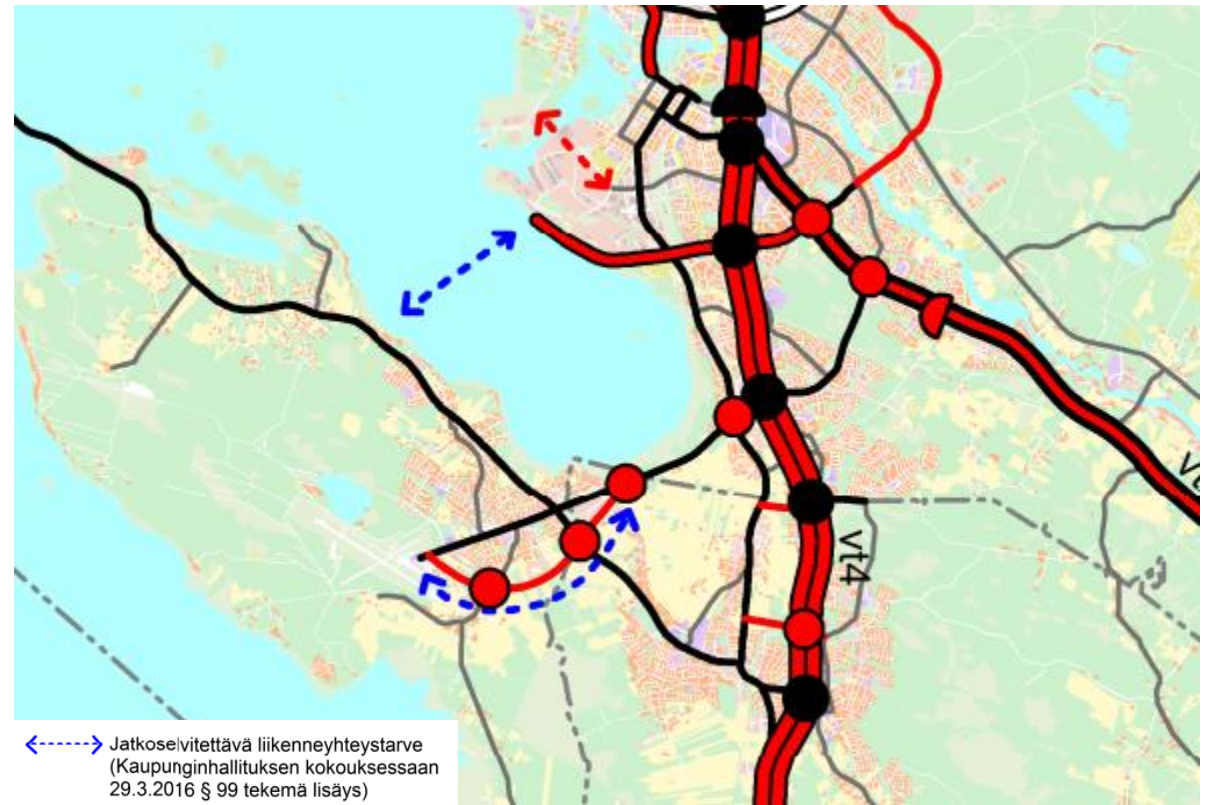 vt4
Jatkoselvitettävä liikenneyhteystarve
(Kaupunginhallituksen kokouksessaan
29.3.2016 § 99 tekemä lisäys)